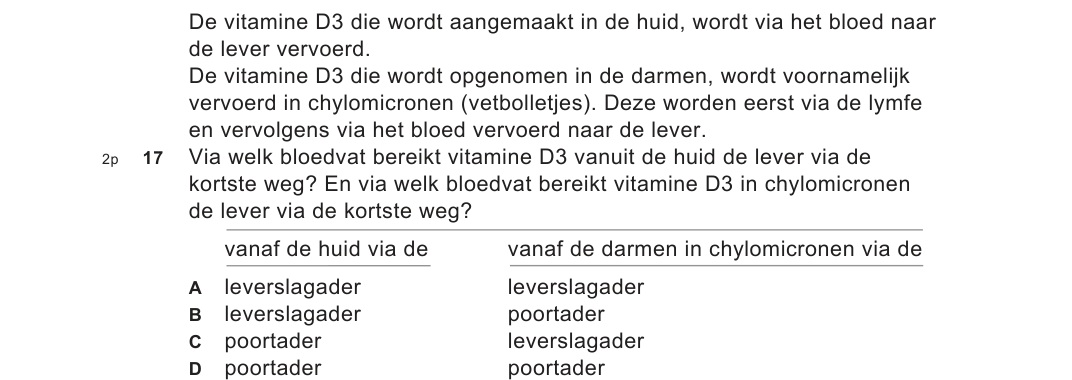 De vitamine D3 die wordt aangemaakt in de huid, wordt via het bloed naar
de lever vervoerd.
De vitamine D3 die wordt opgenomen in de darmen, wordt voornamelijk
vervoerd in chylomicronen (vetbolletjes). Deze worden eerst via de lymfe
en vervolgens via het bloed vervoerd naar de lever.
2p 17 Via welk bloedvat bereikt vitamine D3 vanuit de huid de lever via de
kortste weg? En via welk bloedvat bereikt vitamine D3 in chylomicronen
de lever via de kortste weg?
vanaf de huid via de vanaf de darmen in chylomicronen via de
A leverslagader leverslagader
B leverslagader poortader
C poortader leverslagader
D poortader poortader